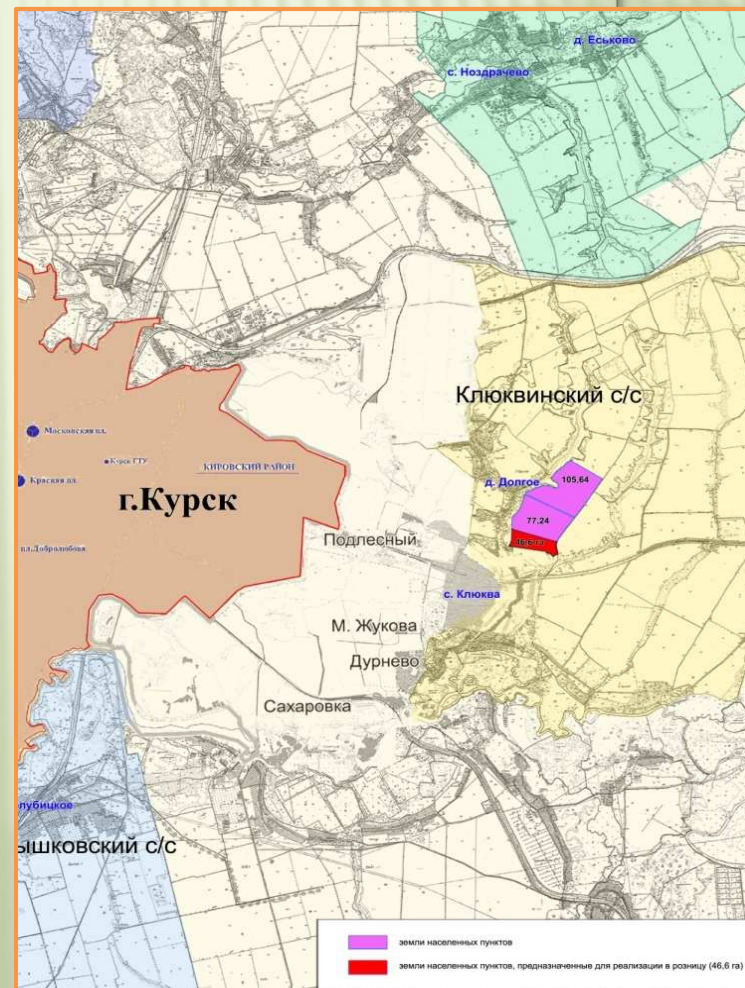 д. Еськово
с. Ноздрачево
Клюквинский с/с
Московская пл.
Курск ГТУ
КИРОВСКИЙ РАЙОН
Красная пл.
д. Долгое
105,64
г.Курск
77,24
46,6 га
Подлесный
пл.Добролюбова
с. Клюква
М. Жукова
Дурнево
Сахаровка
лубицкое
ышковский с/с
земли населенных пунктов
земли населенных пунктов, предназначенные для реализации в розницу (46,6 га)